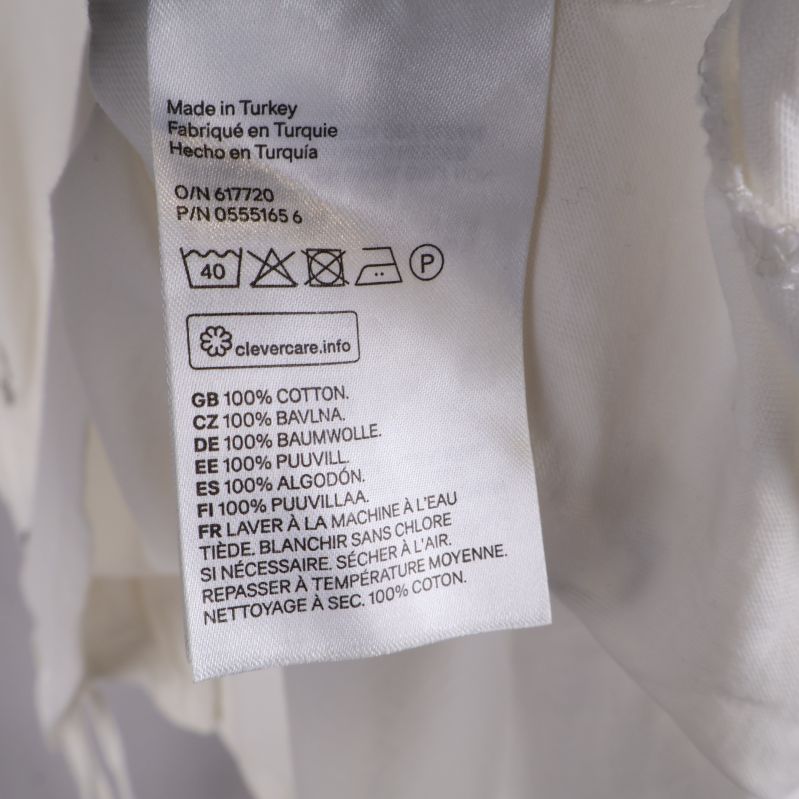 Made in Turkey
Fabriqué en Turquie
Hecho en Turquía
O/N 617720
P/N 0555165 6
40 P
clevercare.info
GB 100% COTTON.
CZ 100% BAVLNA.
DE 100% BAUMWOLLE.
EE 100% PUUVILL.
ES 100% ALGODÓN.
FI 100% PUUVILLAA.
FR LAVER À LA MACHINE À L'EAU
TIÈDE. BLANCHIR SANS CHLORE
SI NÉCESSAIRE. SÉCHER À L'AIR.
REPASSER À TEMPÉRATURE MOYENNE.
NETTOYAGE À SEC. 100% COTON.